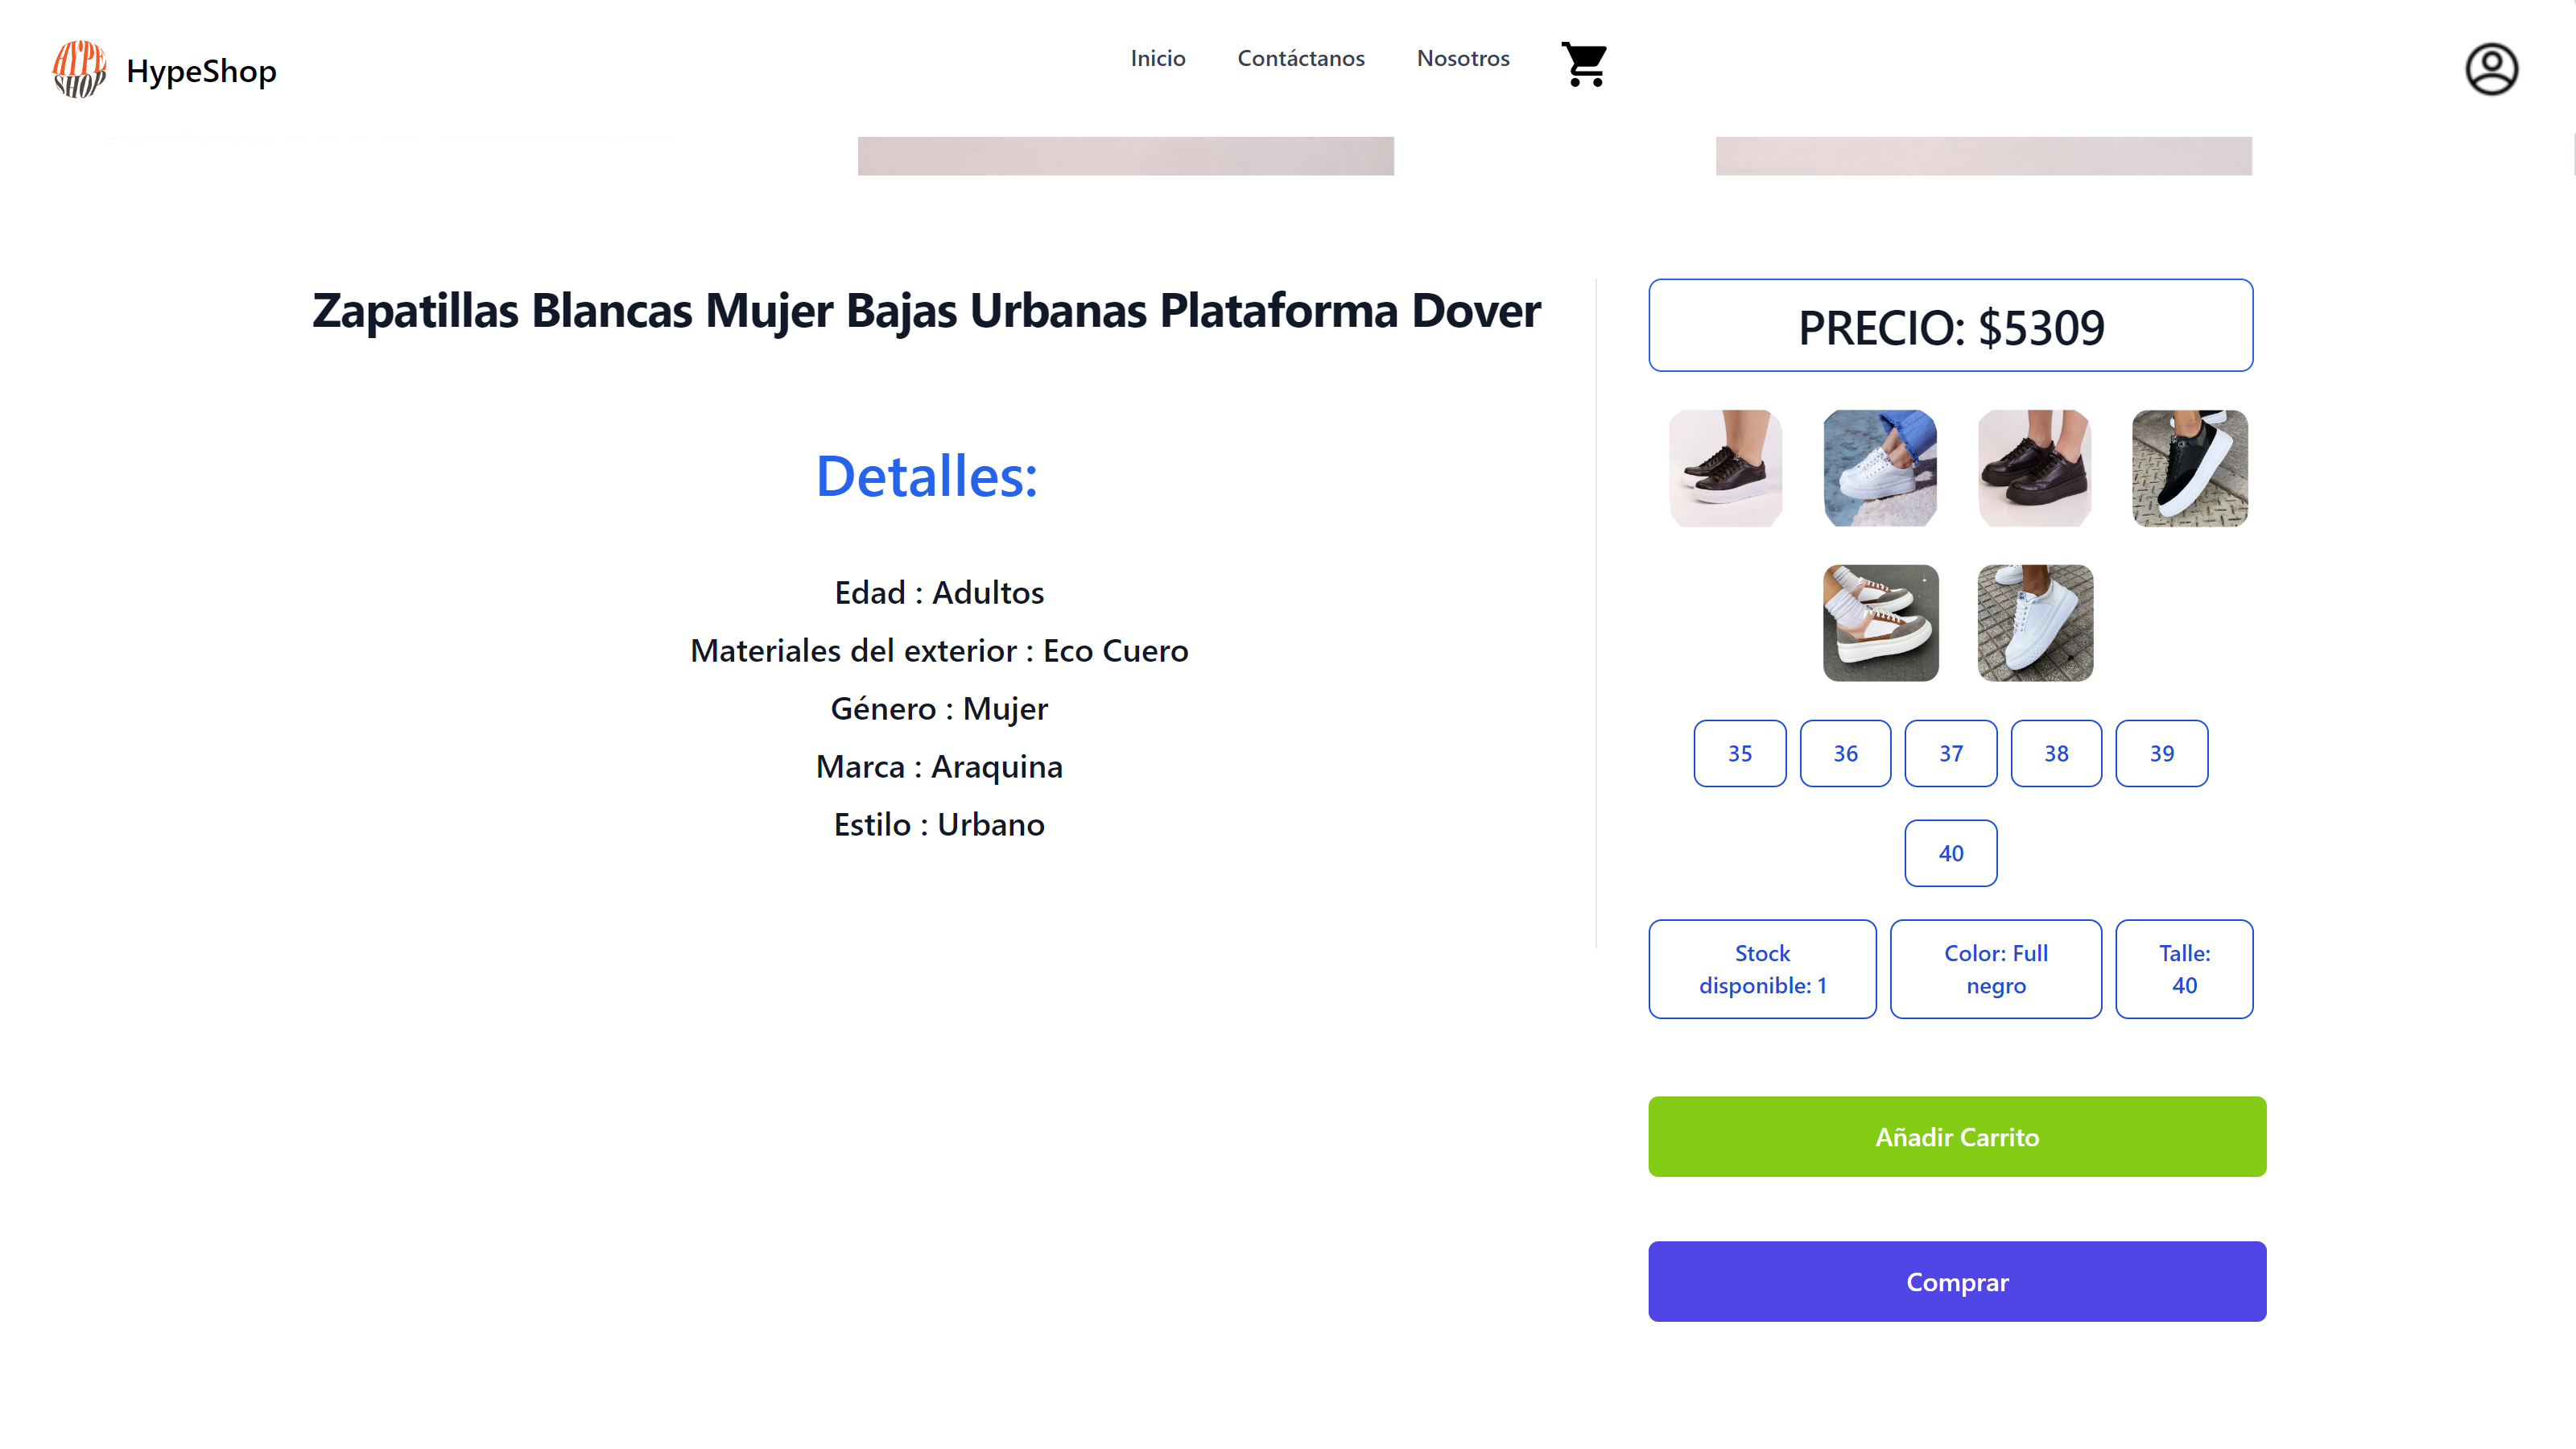 HYPE
SHOP
HypeShop
Inicio
Contáctanos
Nosotros
Zapatillas Blancas Mujer Bajas Urbanas Plataforma Dover
Detalles:
Edad : Adultos
Materiales del exterior : Eco Cuero
Género : Mujer
Marca : Araquina
Estilo : Urbano
PRECIO: $5309
35
36
37
38
39
40
Stock
disponible: 1
Color: Full
negro
Talle:
40
Añadir Carrito
Comprar